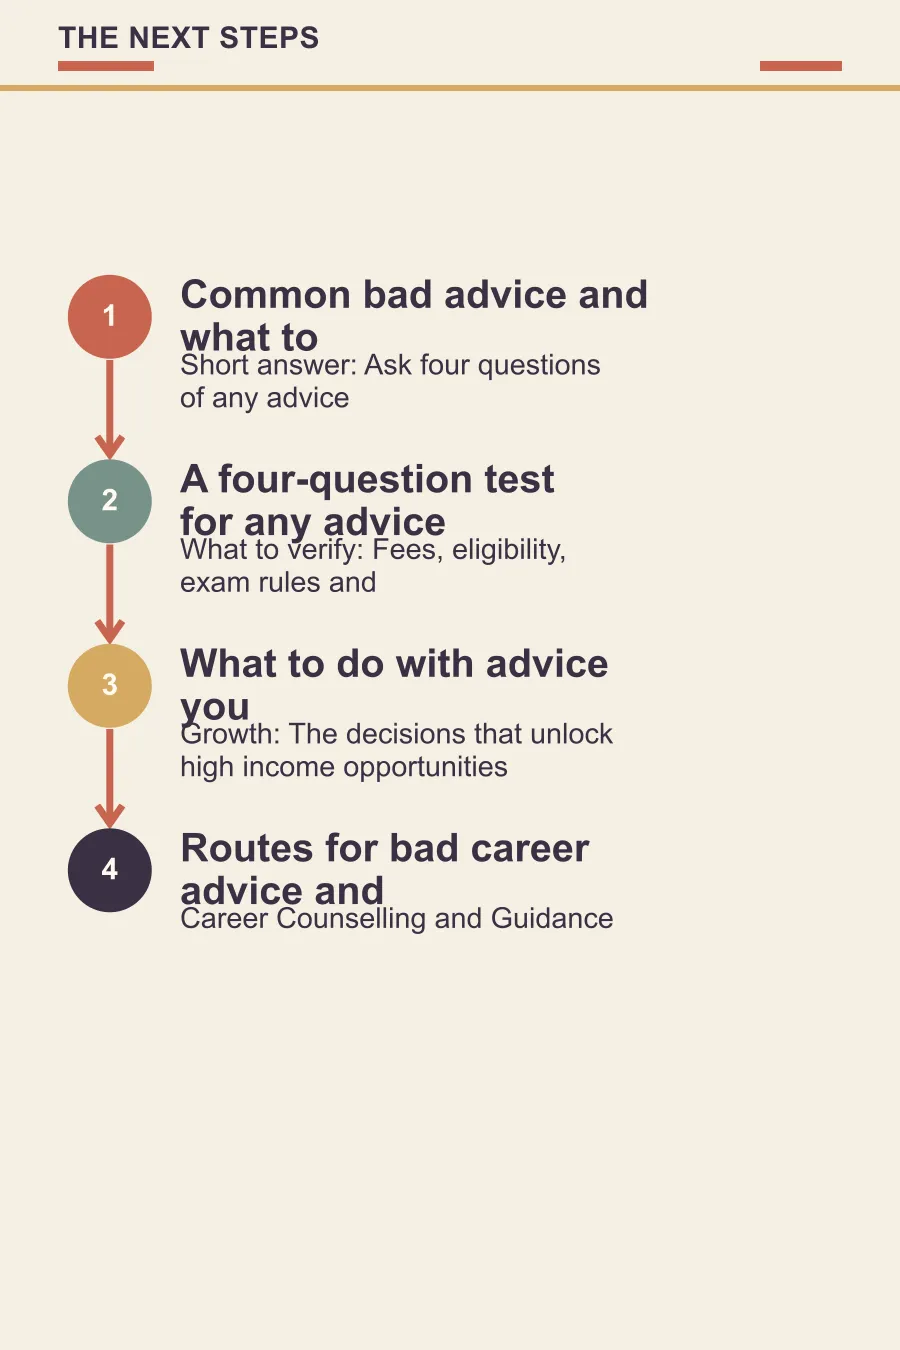 THE NEXT STEPS
1
Common bad advice and
what to
Short answer: Ask four questions
of any advice
2
A four-question test
for any advice
What to verify: Fees, eligibility,
exam rules and
3
What to do with advice
you
Growth: The decisions that unlock
high income opportunities
4
Routes for bad career
advice and
Career Counselling and Guidance